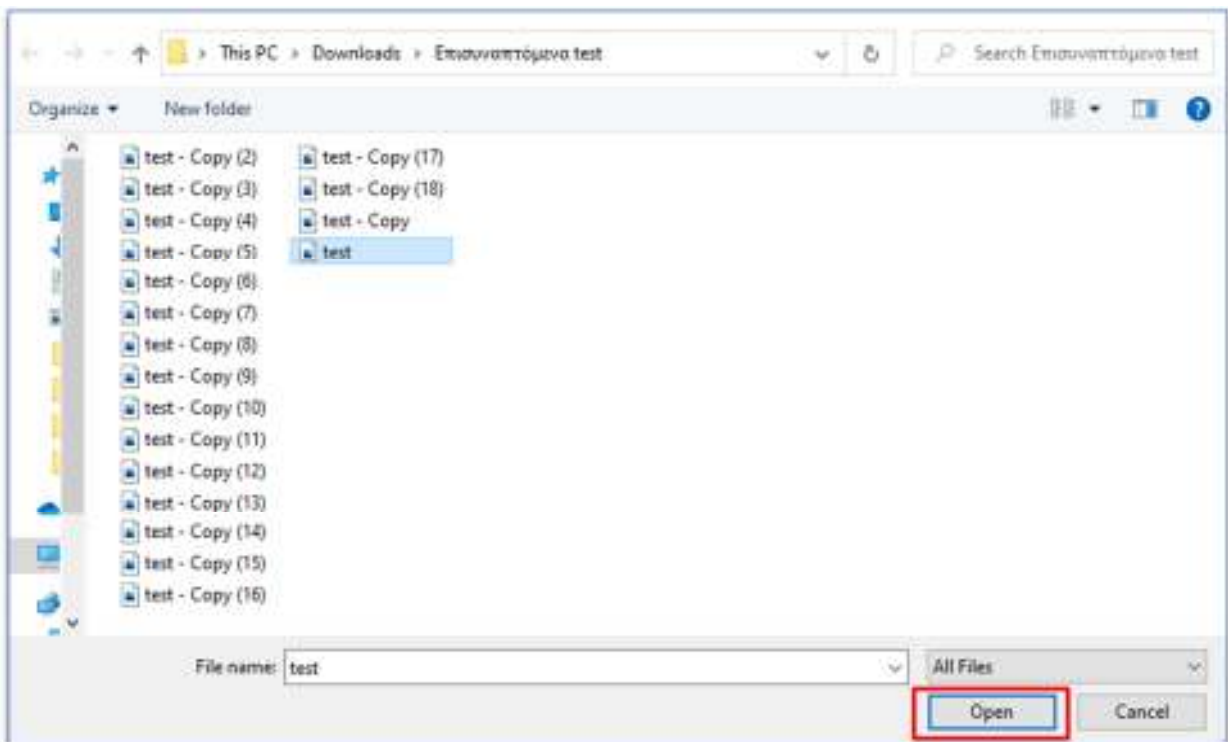 This PC > Downloads > Επισυναπτόμενα test
Search Επισυναπτόμενα test
Organize
New folder
test - Copy (2)
test - Copy (3)
test - Copy (4)
test - Copy (5)
test - Copy (6)
test - Copy (7)
test - Copy (8)
test - Copy (9)
test - Copy (10)
test - Copy (11)
test - Copy (12)
test - Copy (13)
test - Copy (14)
test - Copy (15)
test - Copy (16)
test - Copy (17)
test - Copy (18)
test - Copy
test
File name: test
All Files
Open
Cancel